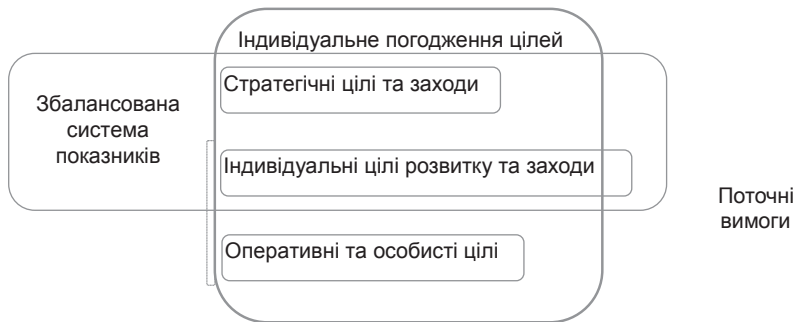 Індивідуальне погодження цілей
Стратегічні цілі та заходи
Збалансована
система
показників
Індивідуальні цілі розвитку та заходи
Поточні
вимоги
Оперативні та особисті цілі